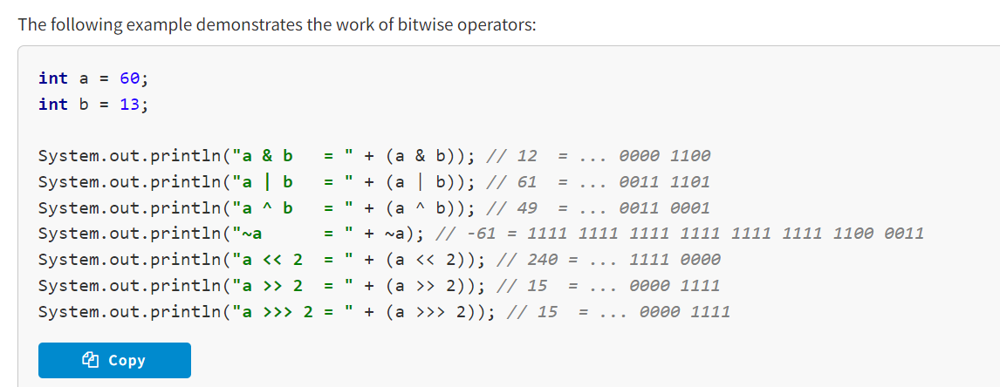 The following example demonstrates the work of bitwise operators:
int a = 60;
int b = 13;
System.out.println("a & b   = " + (a & b)); // 12  = ... 0000 1100
System.out.println("a | b   = " + (a | b)); // 61  = ... 0011 1101
System.out.println("a ^ b   = " + (a ^ b)); // 49  = ... 0011 0001
System.out.println("~a      = " + ~a); // -61 = 1111 1111 1111 1111 1111 1111 1100 0011
System.out.println("a << 2  = " + (a << 2)); // 240 = ... 1111 0000
System.out.println("a >> 2  = " + (a >> 2)); // 15  = ... 0000 1111
System.out.println("a >>> 2 = " + (a >>> 2)); // 15  = ... 0000 1111
Copy